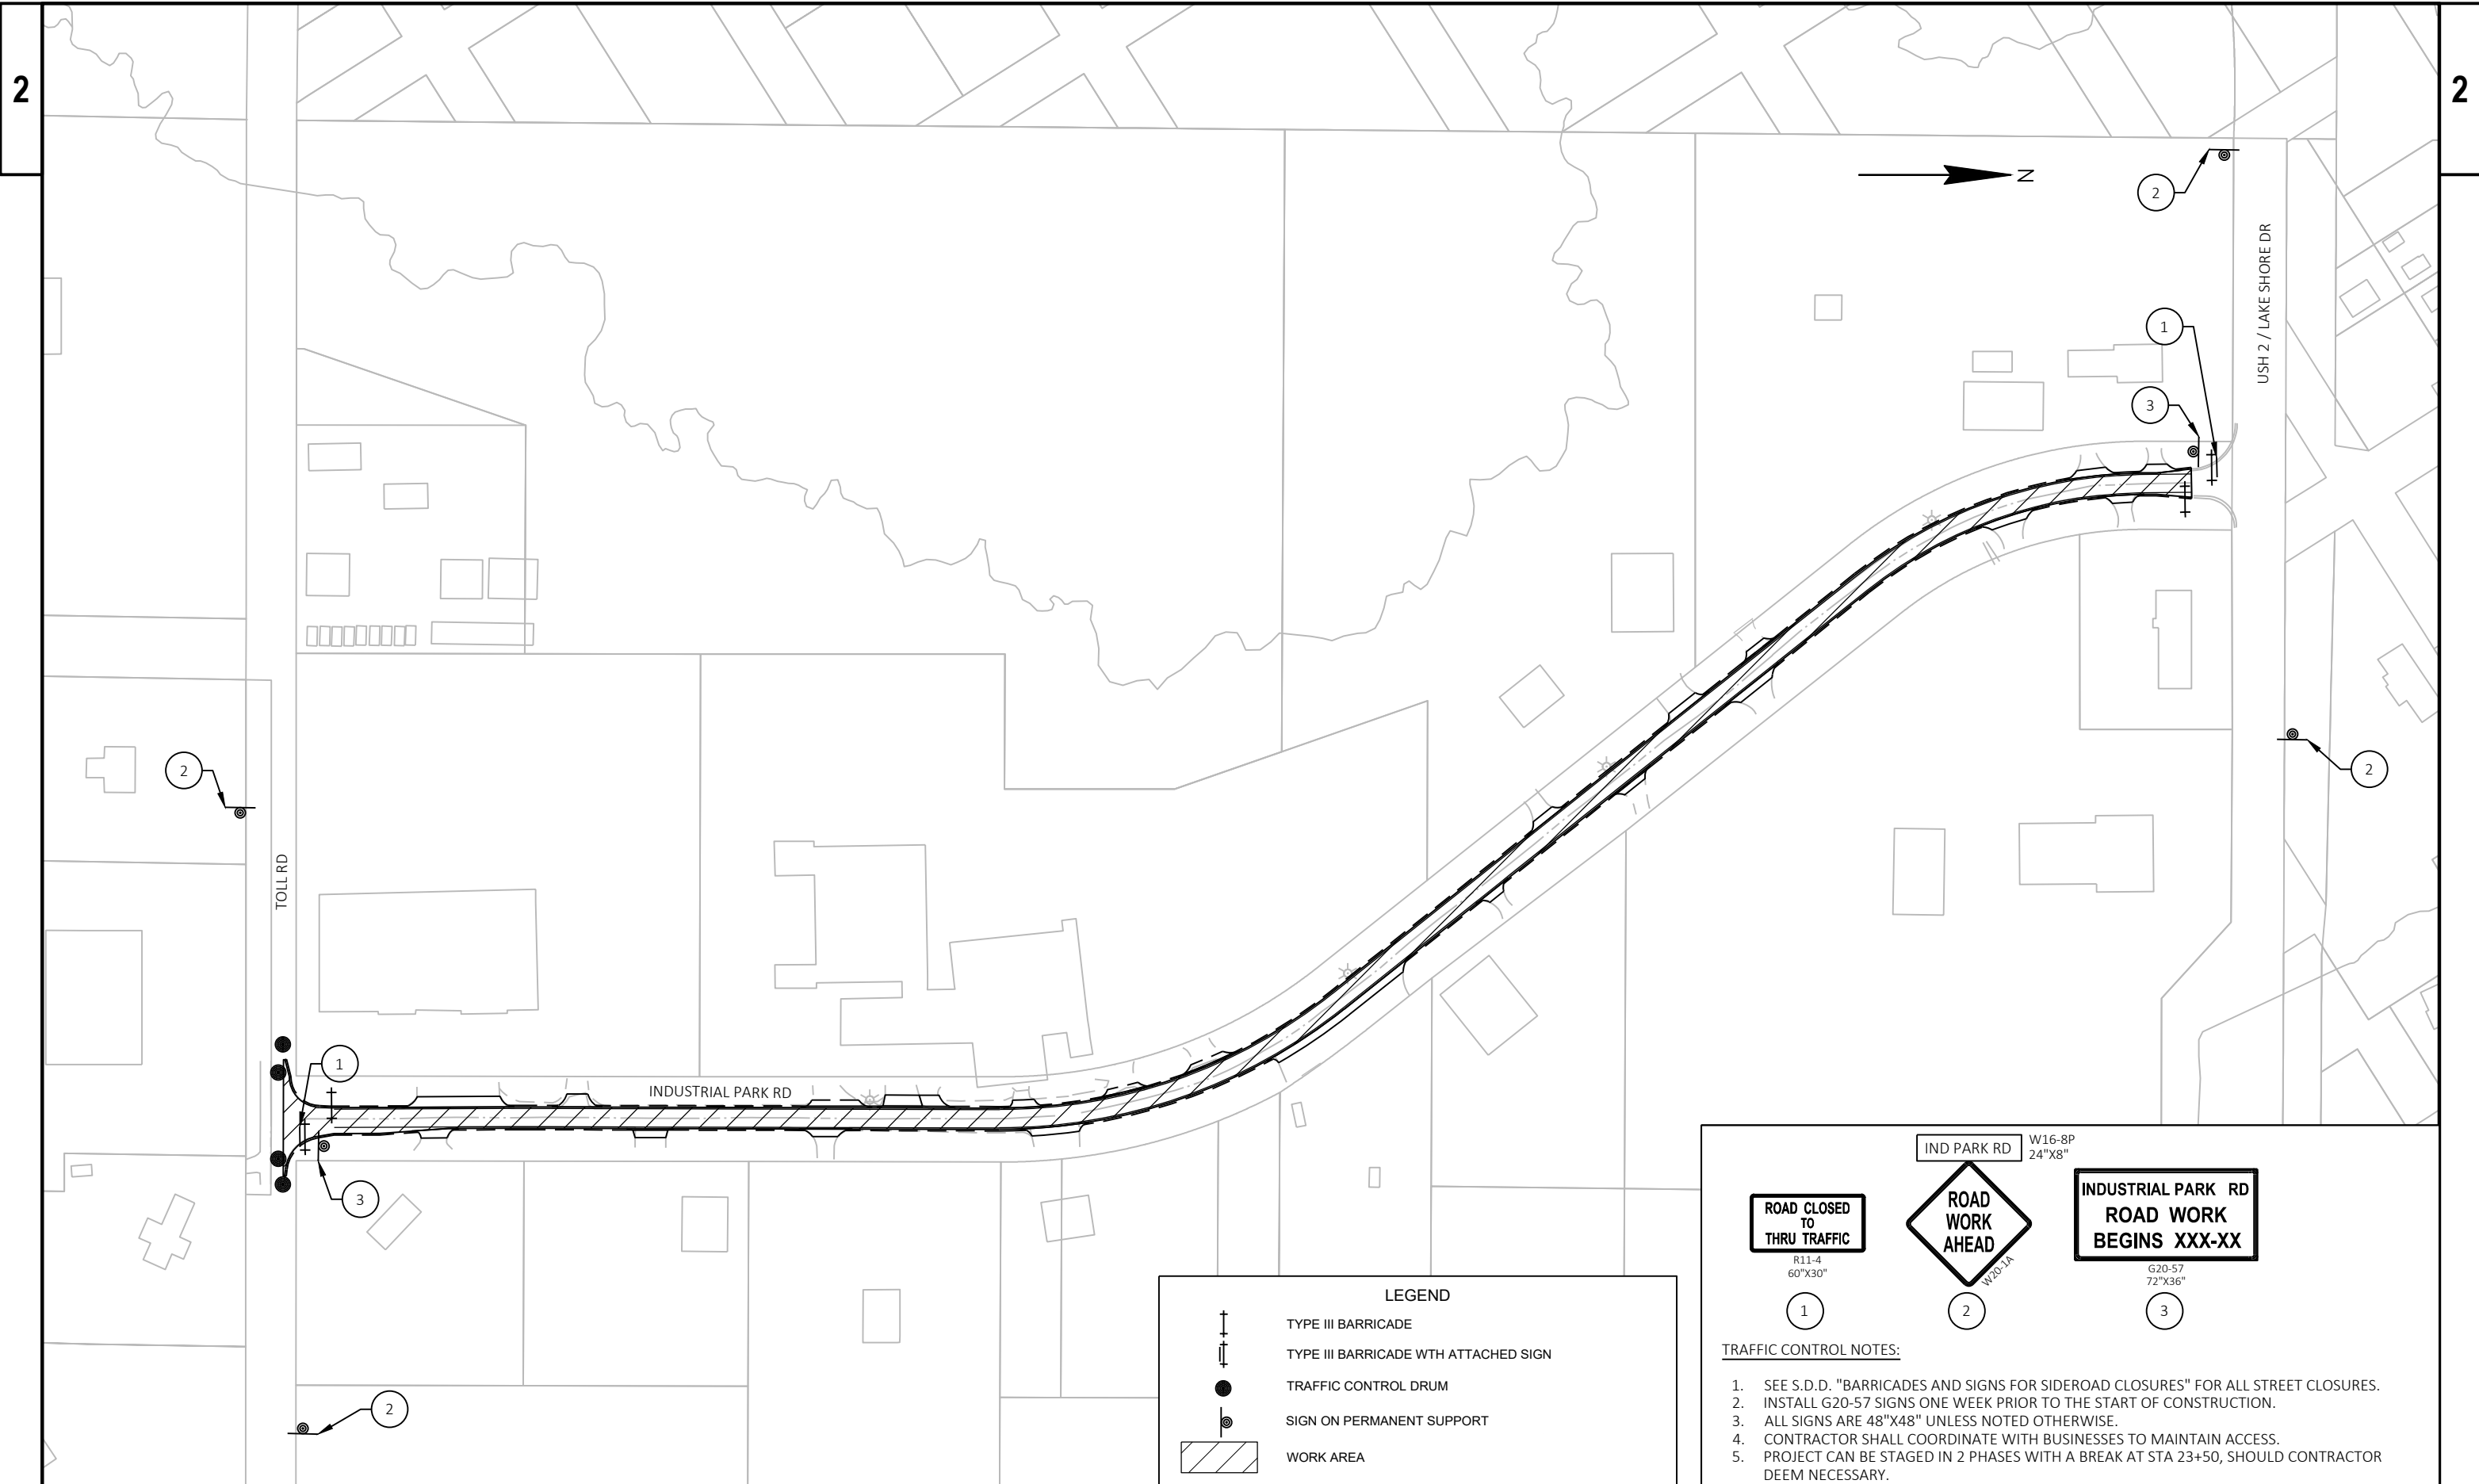 2
2
N
2
USH 2 / LAKE SHORE DR
1
3
2
2
TOLL RD
1
INDUSTRIAL PARK RD
3
2
IND PARK RD
W16-8P
24"X8"
ROAD CLOSED
TO
THRU TRAFFIC
R11-4
60"X30"
1
ROAD
WORK
AHEAD
W20-1A
2
INDUSTRIAL PARK RD
ROAD WORK
BEGINS XXX-XX
G20-57
72"X36"
3
LEGEND
TYPE III BARRICADE
TYPE III BARRICADE WTH ATTACHED SIGN
TRAFFIC CONTROL DRUM
SIGN ON PERMANENT SUPPORT
WORK AREA
TRAFFIC CONTROL NOTES:
1. SEE S.D.D. "BARRICADES AND SIGNS FOR SIDEROAD CLOSURES" FOR ALL STREET CLOSURES.
2. INSTALL G20-57 SIGNS ONE WEEK PRIOR TO THE START OF CONSTRUCTION.
3. ALL SIGNS ARE 48"X48" UNLESS NOTED OTHERWISE.
4. CONTRACTOR SHALL COORDINATE WITH BUSINESSES TO MAINTAIN ACCESS.
5. PROJECT CAN BE STAGED IN 2 PHASES WITH A BREAK AT STA 23+50, SHOULD CONTRACTOR
DEEM NECESSARY.